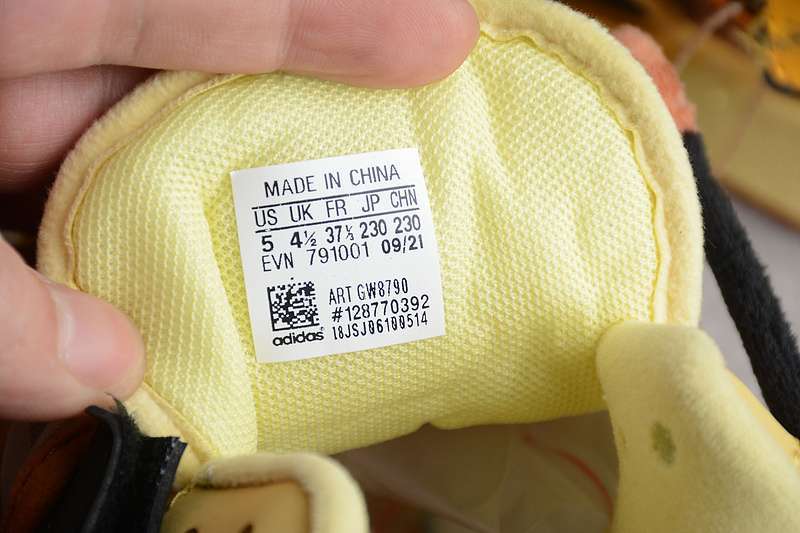 MADE IN CHINA
US UK FR JP CHN
5 4½ 37⅓ 230 230
EVN 791001 09/21
ART GW8790
#128770392
adidas® 18JSJ06100514